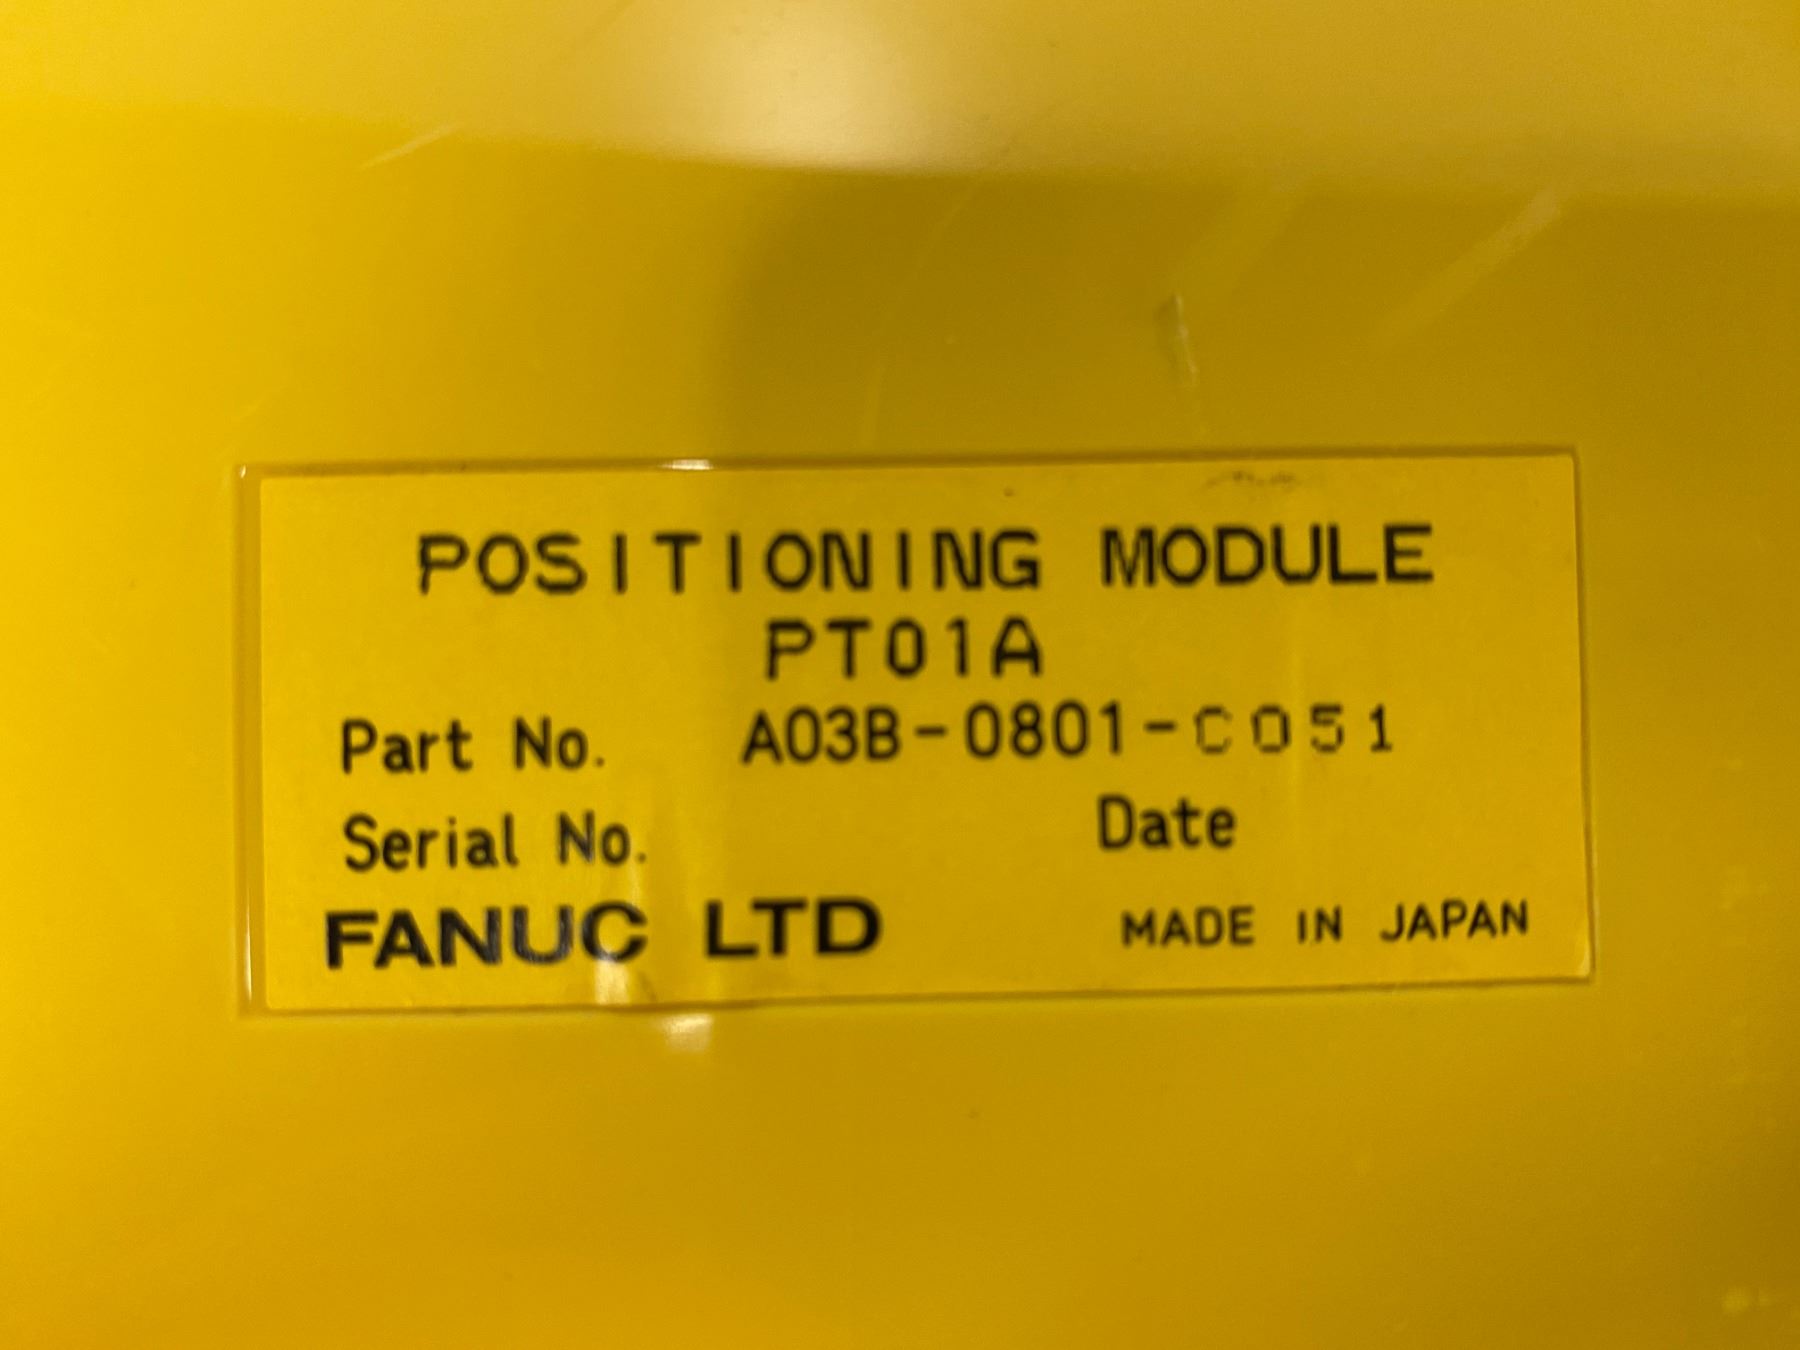 POSITIONING MODULE
PT01A
Part No. A03B-0801-C051
Serial No. Date
FANUC LTD MADE IN JAPAN